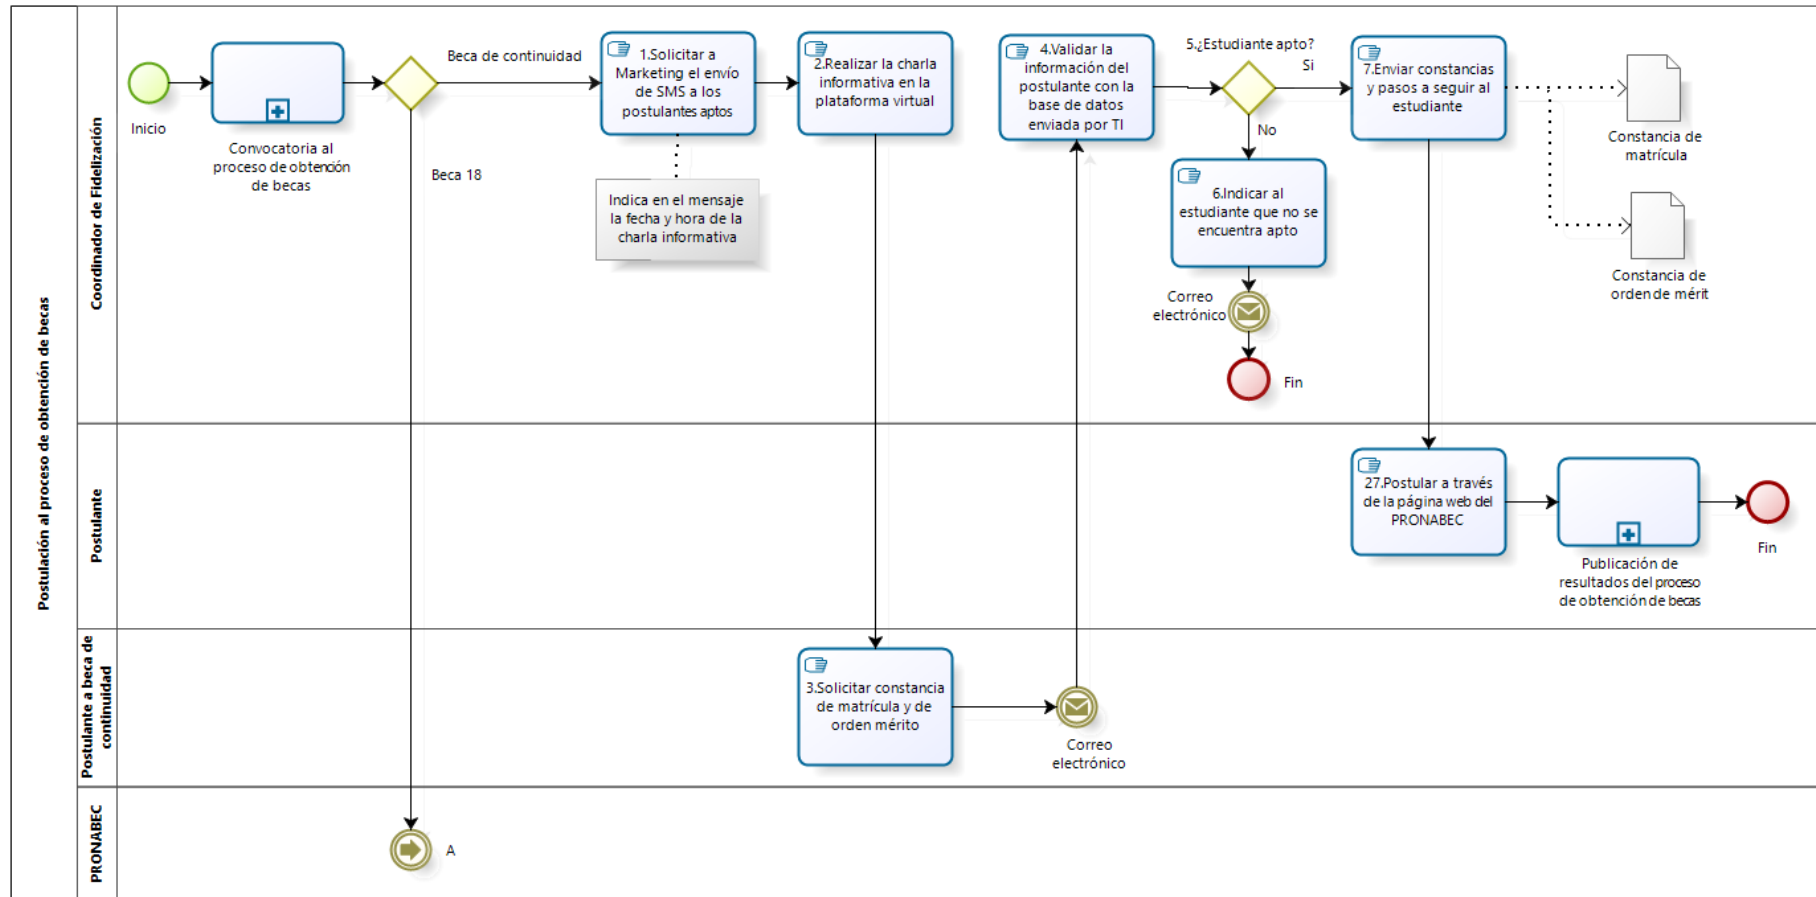 Postulación al proceso de obtención de becas
Coordinador de Fidelización
Inicio
Convocatoria al
proceso de obtención
de becas
Beca de continuidad
Beca 18
1.Solicitar a
Marketing el envío
de SMS a los
postulantes aptos
Indica en el mensaje
la fecha y hora de la
charla informativa
2.Realizar la charla
informativa en la
plataforma virtual
4.Validar la
información del
postulante con la
base de datos
enviada por TI
5.¿Estudiante apto?
Si
No
6.Indicar al
estudiante que no se
encuentra apto
Correo
electrónico
Fin
7.Enviar constancias
y pasos a seguir al
estudiante
Constancia de
matrícula
Constancia de
orden de mérit
Postulante
27.Postular a través
de la página web del
PRONABEC
Publicación de
resultados del proceso
de obtención de becas
Fin
Postulante a beca de
continuidad
3.Solicitar constancia
de matrícula y de
orden mérito
Correo
electrónico
PRONABEC
A